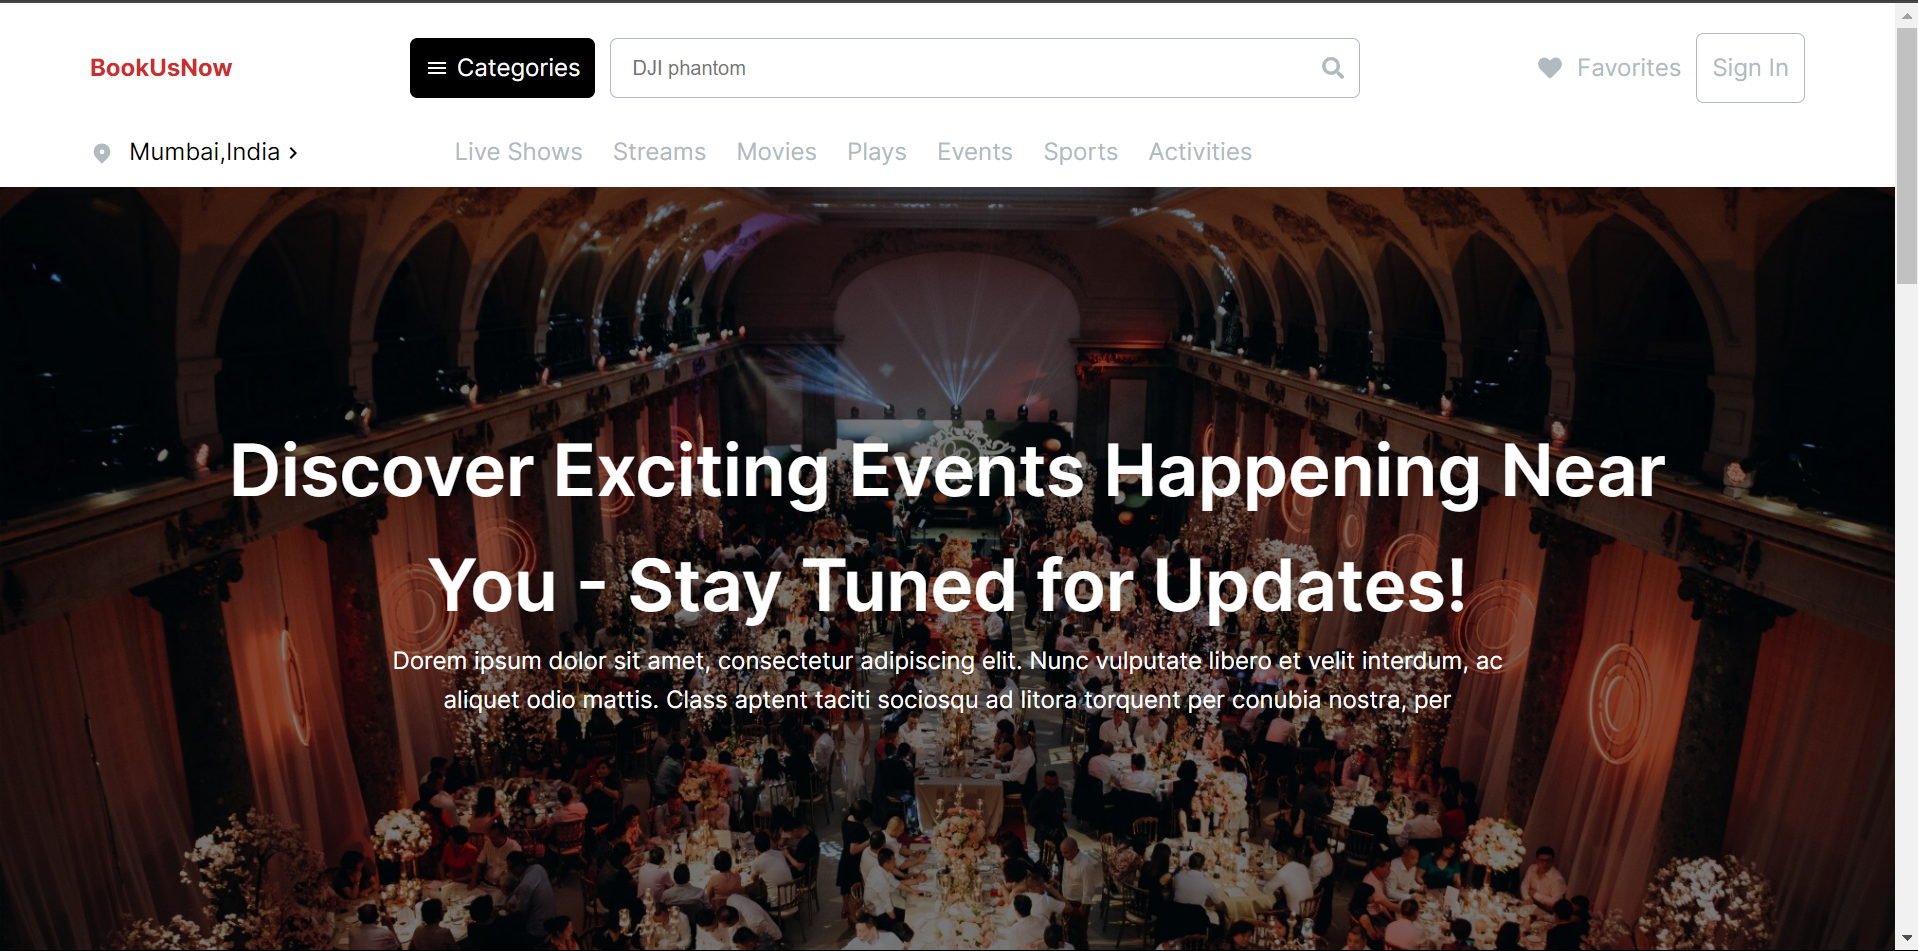 BookUsNow
Categories
DJI phantom
Favorites
Sign In
Mumbai,India
Live Shows
Streams
Movies
Plays
Events
Sports
Activities
Discover Exciting Events Happening Near
You - Stay Tuned for Updates!
Dorem ipsum dolor sit amet, consectetur adipiscing elit. Nunc vulputate libero et velit interdum, ac
aliquet odio mattis. Class aptent taciti sociosqu ad litora torquent per conubia nostra, per